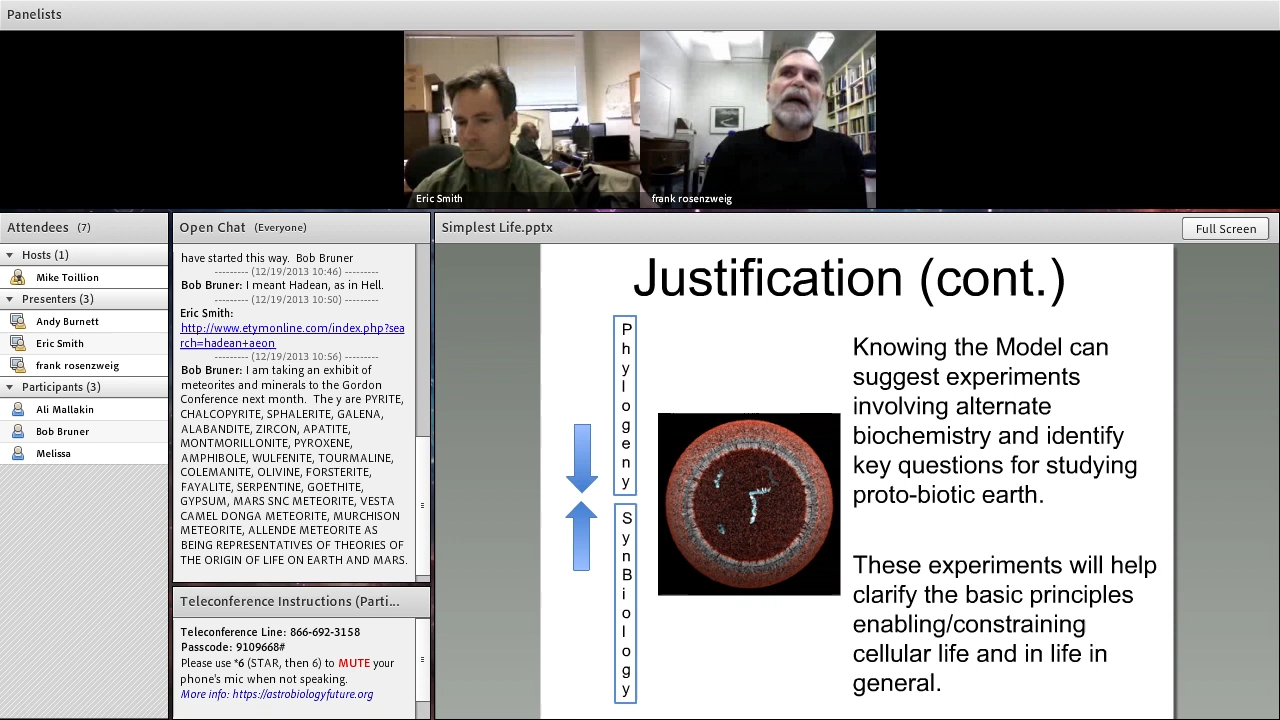 Panelists
Eric Smith
frank rosenzweig
Attendees (7)
Hosts (1)
Mike Toillion
Presenters (3)
Andy Burnett
Eric Smith
frank rosenzweig
Participants (3)
Ali Mallakin
Bob Bruner
Melissa
Open Chat (Everyone)
have started this way. Bob Bruner
--------- (12/19/2013 10:46) ---------
Bob Bruner: I meant Hadean, as in Hell.
--------- (12/19/2013 10:50) ---------
Eric Smith:
http://www.etymonline.com/index.php?sea
rch=hadean+aeon
--------- (12/19/2013 10:56) ---------
Bob Bruner: I am taking an exhibit of
meteorites and minerals to the Gordon
Conference next month. The y are PYRITE,
CHALCOPYRITE, SPHALERITE, GALENA,
ALABANDITE, ZIRCON, APATITE,
MONTMORILLONITE, PYROXENE,
AMPHIBOLE, WULFENITE, TOURMALINE,
COLEMANITE, OLIVINE, FORSTERITE,
FAYALITE, SERPENTINE, GOETHITE,
GYPSUM, MARS SNC METEORITE, VESTA
CAMEL DONGA METEORITE, MURCHISON
METEORITE, ALLENDE METEORITE AS
BEING REPRESENTATIVES OF THEORIES OF
THE ORIGIN OF LIFE ON EARTH AND MARS.
Teleconference Instructions (Parti...
Teleconference Line: 866-692-3158
Passcode: 9109668#
Please use *6 (STAR, then 6) to MUTE your
phone's mic when not speaking.
More info: https://astrobiologyfuture.org
Simplest Life.pptx
Full Screen
Justification (cont.)
Phylogeny
SynBiology
Knowing the Model can
suggest experiments
involving alternate
biochemistry and identify
key questions for studying
proto-biotic earth.
These experiments will help
clarify the basic principles
enabling/constraining
cellular life and in life in
general.